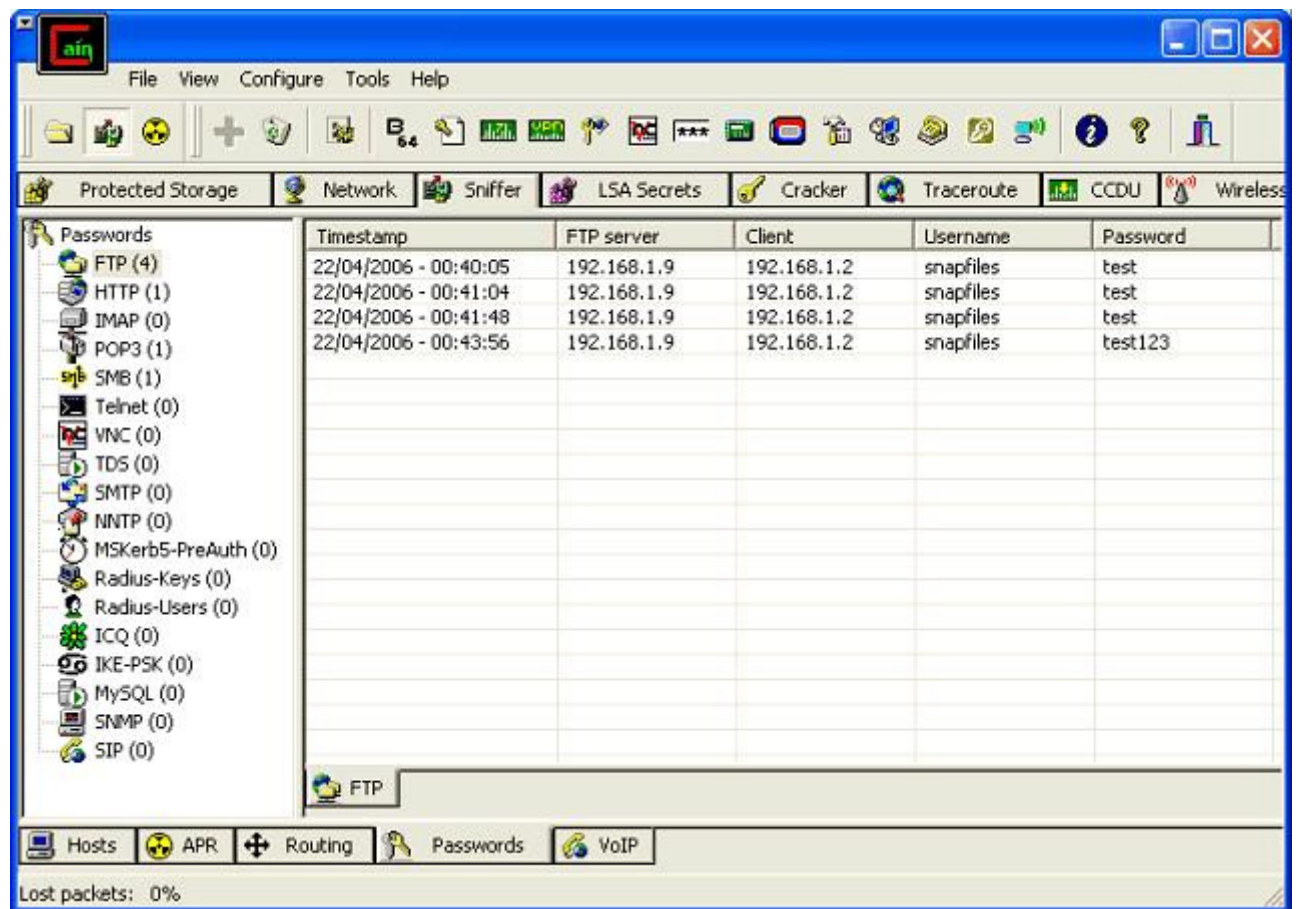 Cain
File View Configure Tools Help
B64 ***
Protected Storage Network Sniffer LSA Secrets Cracker Traceroute CCDU Wireless
Passwords
FTP (4)
HTTP (1)
IMAP (0)
POP3 (1)
SMB (1)
Telnet (0)
VNC (0)
TDS (0)
SMTP (0)
NNTP (0)
MSKerb5-PreAuth (0)
Radius-Keys (0)
Radius-Users (0)
ICQ (0)
IKE-PSK (0)
MySQL (0)
SNMP (0)
SIP (0)
Timestamp FTP server Client Username Password
22/04/2006 - 00:40:05 192.168.1.9 192.168.1.2 snapfiles test
22/04/2006 - 00:41:04 192.168.1.9 192.168.1.2 snapfiles test
22/04/2006 - 00:41:48 192.168.1.9 192.168.1.2 snapfiles test
22/04/2006 - 00:43:56 192.168.1.9 192.168.1.2 snapfiles test123
FTP
Hosts APR Routing Passwords VoIP
Lost packets: 0%